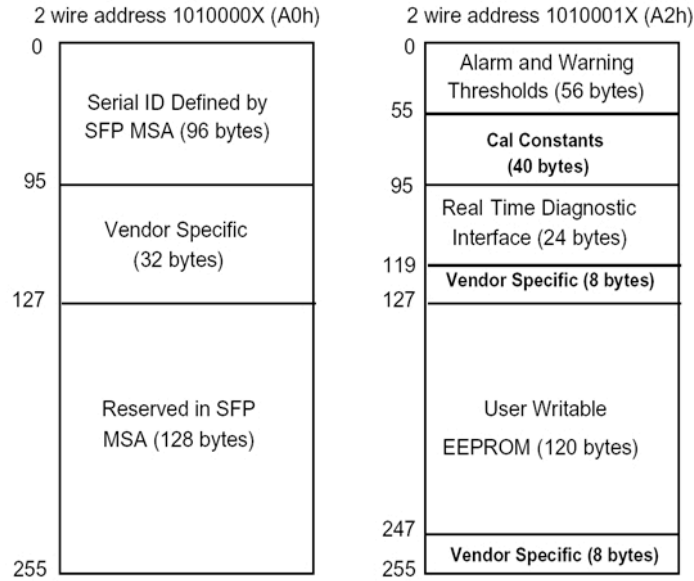 2 wire address 1010000X (A0h)
0
Serial ID Defined by
SFP MSA (96 bytes)
95
Vendor Specific
(32 bytes)
127
Reserved in SFP
MSA (128 bytes)
255
2 wire address 1010001X (A2h)
0
Alarm and Warning
Thresholds (56 bytes)
55
Cal Constants
(40 bytes)
95
Real Time Diagnostic
Interface (24 bytes)
119
Vendor Specific (8 bytes)
127
User Writable
EEPROM (120 bytes)
247
Vendor Specific (8 bytes)
255